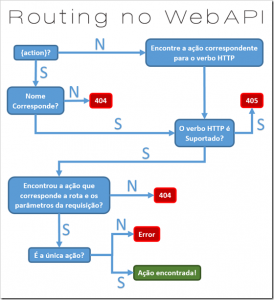 Routing no WebAPI
{action}?
N
Encontre a ação correspondente
para o verbo HTTP
S
Nome
Corresponde?
N
404
405
S
S
O verbo HTTP é
Suportado?
S
Encontrou a ação que
corresponde a rota e os
parâmetros da requisição?
N
404
S
É a única ação?
N
Error
S
Ação encontrada!